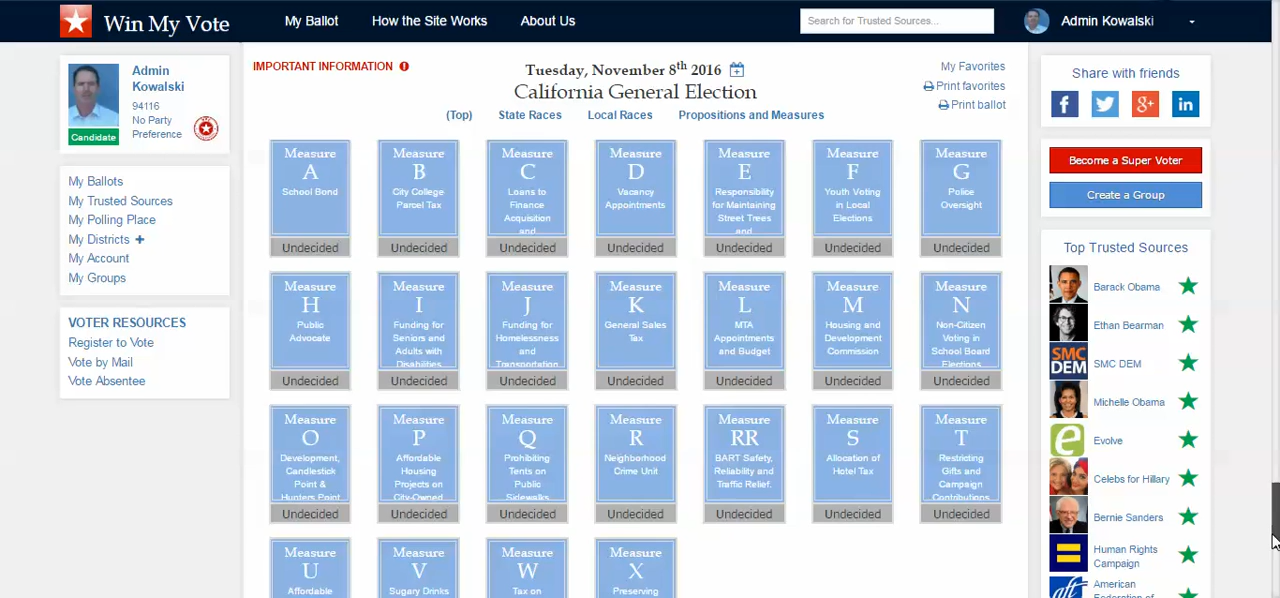 Win My Vote
My Ballot
How the Site Works
About Us
Search for Trusted Sources...
Admin Kowalski
Admin
Kowalski
94116
No Party
Preference
Candidate
My Ballots
My Trusted Sources
My Polling Place
My Districts +
My Account
My Groups
VOTER RESOURCES
Register to Vote
Vote by Mail
Vote Absentee
IMPORTANT INFORMATION
Tuesday, November 8th 2016
California General Election
(Top)
State Races
Local Races
Propositions and Measures
My Favorites
Print favorites
Print ballot
Measure
A
School Bond
Undecided
Measure
B
City College
Parcel Tax
Undecided
Measure
C
Loans to
Finance
Acquisition
and
Undecided
Measure
D
Vacancy
Appointments
Undecided
Measure
E
Responsibility
for Maintaining
Street Trees
and
Undecided
Measure
F
Youth Voting
in Local
Elections
Undecided
Measure
G
Police
Oversight
Undecided
Measure
H
Public
Advocate
Undecided
Measure
I
Funding for
Seniors and
Adults with
Disabilities
Undecided
Measure
J
Funding for
Homelessness
and
Transportation
Undecided
Measure
K
General Sales
Tax
Undecided
Measure
L
MTA
Appointments
and Budget
Undecided
Measure
M
Housing and
Development
Commission
Undecided
Measure
N
Non-Citizen
Voting in
School Board
Elections
Undecided
Measure
O
Development,
Candlestick
Point &
Hunters Point
Undecided
Measure
P
Affordable
Housing
Projects on
City-Owned
Undecided
Measure
Q
Prohibiting
Tents on
Public
Sidewalks
Undecided
Measure
R
Neighborhood
Crime Unit
Undecided
Measure
RR
BART Safety,
Reliability and
Traffic Relief.
Undecided
Measure
S
Allocation of
Hotel Tax
Undecided
Measure
T
Restricting
Gifts and
Campaign
Contributions
Undecided
Measure
U
Affordable
Measure
V
Sugary Drinks
Measure
W
Tax on
Measure
X
Preserving
Share with friends
f
g+
in
Become a Super Voter
Create a Group
Top Trusted Sources
Barack Obama
Ethan Bearman
SMC
DEM
SMC DEM
Michelle Obama
e
Evolve
Celebs for Hillary
Bernie Sanders
Human Rights
Campaign
American
Federation of